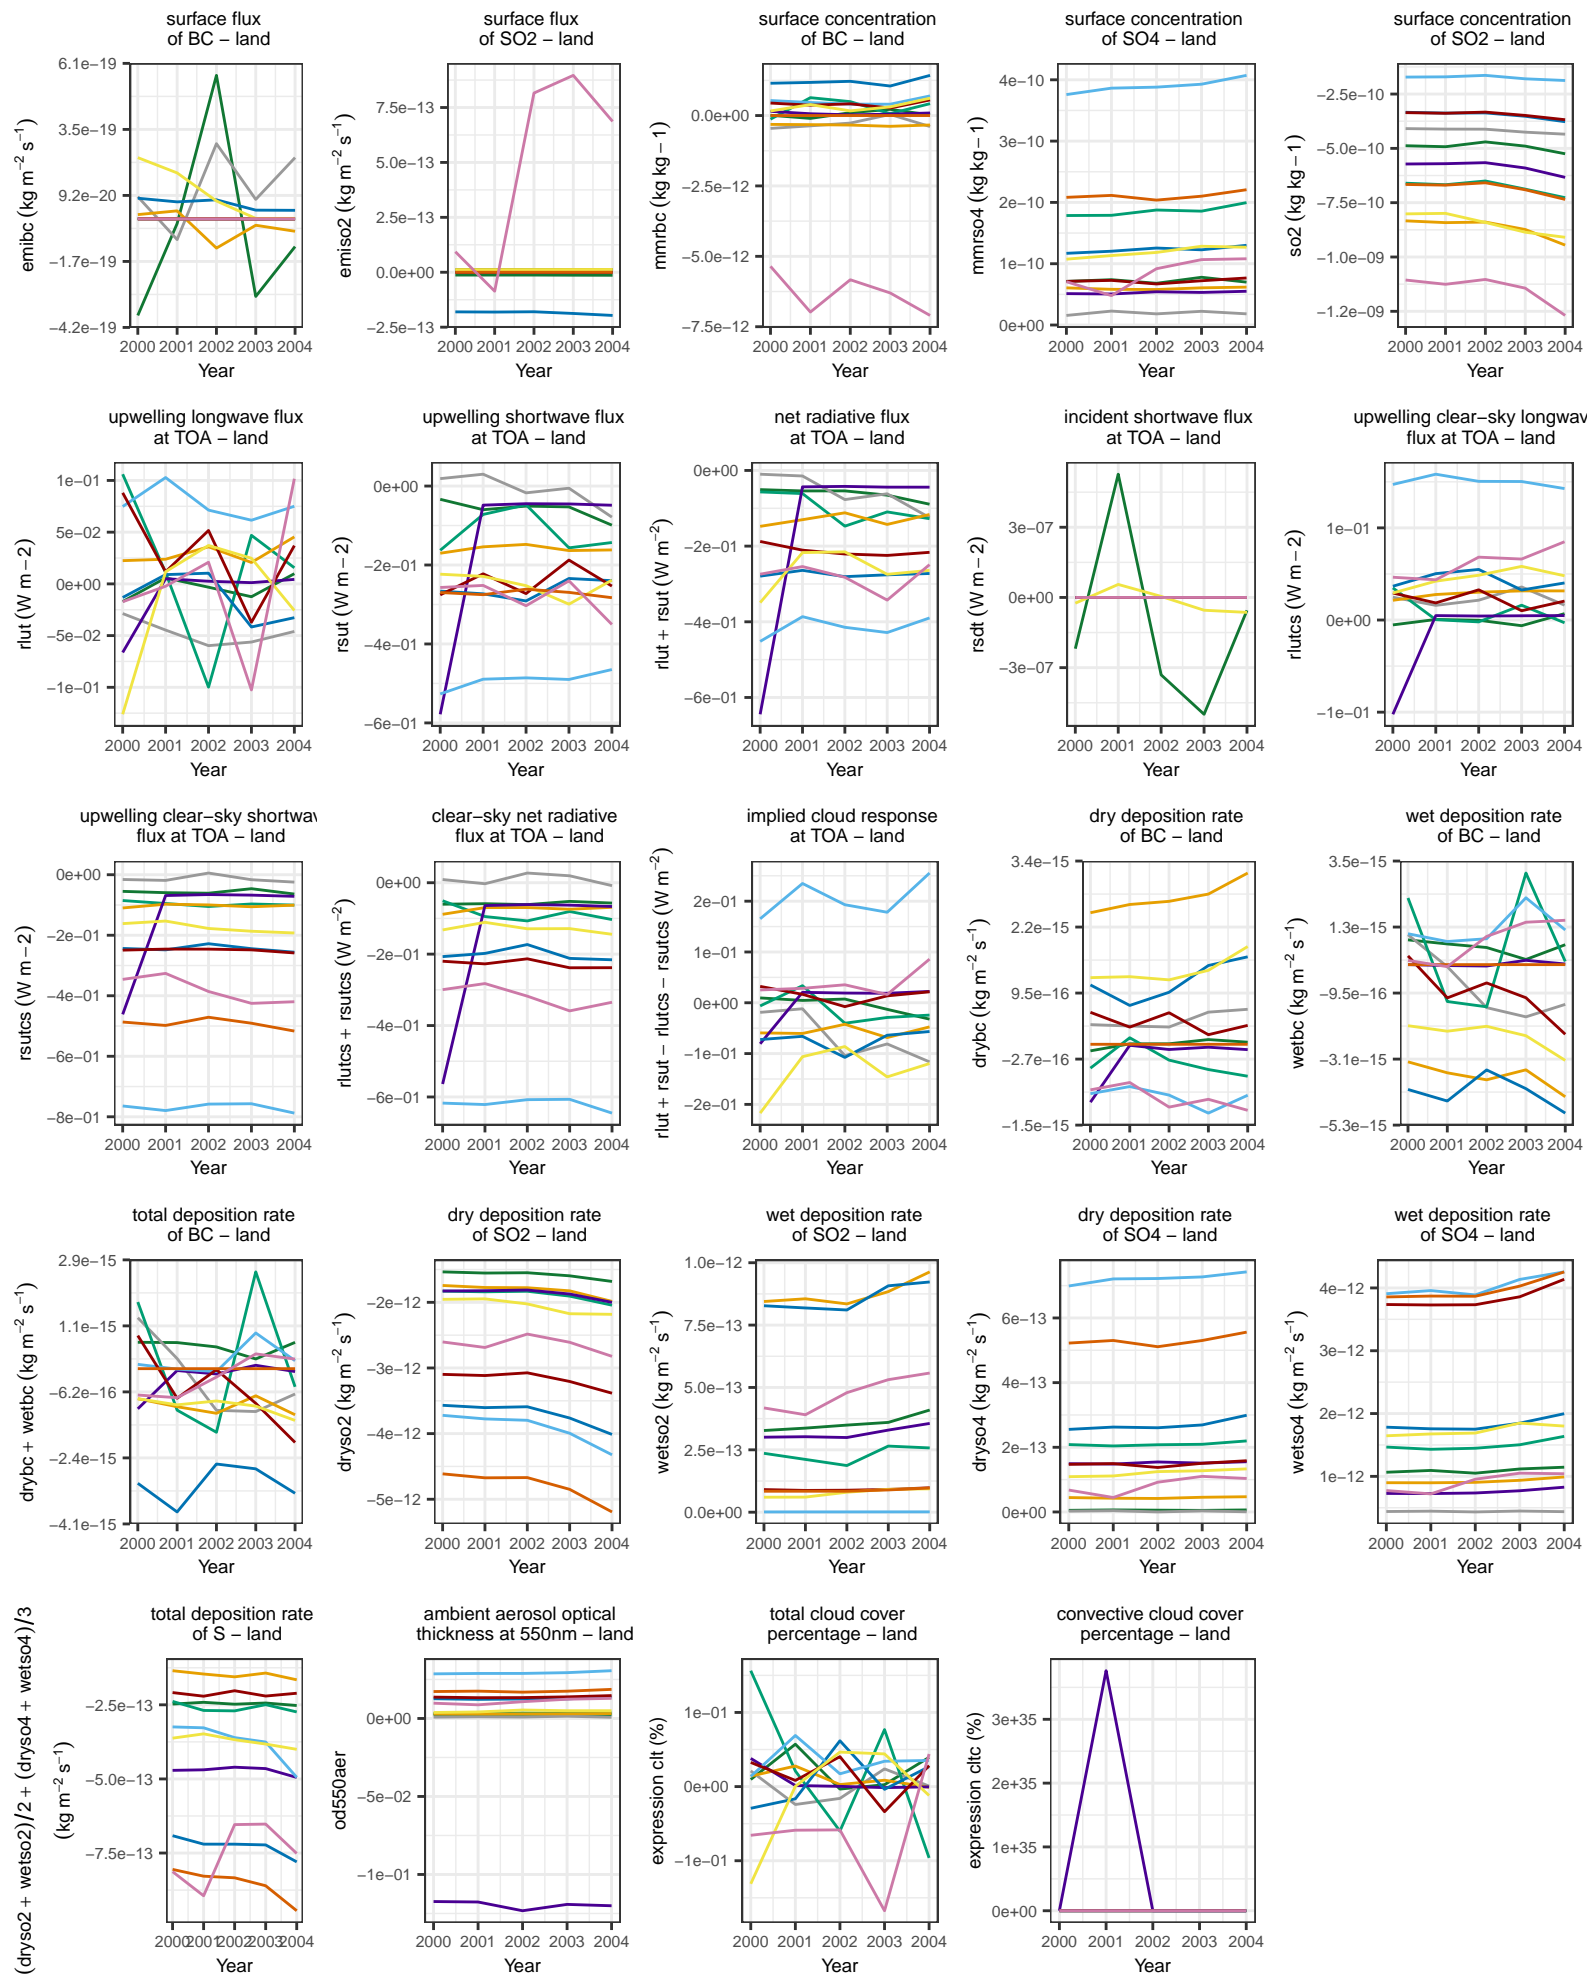 surface flux
of BC − land
emibc (kg m−2 s−1)
6.1e−19
3.5e−19
9.2e−20
−1.7e−19
−4.2e−19
2000 2001 2002 2003 2004
Year
surface flux
of SO2 − land
emiso2 (kg m−2 s−1)
7.5e−13
5.0e−13
2.5e−13
0.0e+00
−2.5e−13
2000 2001 2002 2003 2004
Year
surface concentration
of BC − land
mmrbc (kg kg − 1)
0.0e+00
−2.5e−12
−5.0e−12
−7.5e−12
2000 2001 2002 2003 2004
Year
surface concentration
of SO4 − land
mmrso4 (kg kg − 1)
4e−10
3e−10
2e−10
1e−10
0e+00
2000 2001 2002 2003 2004
Year
surface concentration
of SO2 − land
so2 (kg kg − 1)
−2.5e−10
−5.0e−10
−7.5e−10
−1.0e−09
−1.2e−09
2000 2001 2002 2003 2004
Year
upwelling longwave flux
at TOA − land
rlut (W m − 2)
1e−01
5e−02
0e+00
−5e−02
−1e−01
2000 2001 2002 2003 2004
Year
upwelling shortwave flux
at TOA − land
rsut (W m − 2)
0e+00
−2e−01
−4e−01
−6e−01
2000 2001 2002 2003 2004
Year
net radiative flux
at TOA − land
rlut + rsut (W m−2)
0e+00
−2e−01
−4e−01
−6e−01
2000 2001 2002 2003 2004
Year
incident shortwave flux
at TOA − land
rsdt (W m − 2)
3e−07
0e+00
−3e−07
2000 2001 2002 2003 2004
Year
upwelling clear−sky longwav
flux at TOA − land
rlutcs (W m − 2)
1e−01
0e+00
−1e−01
2000 2001 2002 2003 2004
Year
upwelling clear−sky shortwav
flux at TOA − land
rsutcs (W m − 2)
0e+00
−2e−01
−4e−01
−6e−01
−8e−01
2000 2001 2002 2003 2004
Year
clear−sky net radiative
flux at TOA − land
rlutcs + rsutcs (W m−2)
0e+00
−2e−01
−4e−01
−6e−01
2000 2001 2002 2003 2004
Year
implied cloud response
at TOA − land
rlut + rsut − rlutcs − rsutcs (W m−2)
2e−01
1e−01
0e+00
−1e−01
−2e−01
2000 2001 2002 2003 2004
Year
dry deposition rate
of BC − land
drybc (kg m−2 s−1)
3.4e−15
2.2e−15
9.5e−16
−2.7e−16
−1.5e−15
2000 2001 2002 2003 2004
Year
wet deposition rate
of BC − land
wetbc (kg m−2 s−1)
3.5e−15
1.3e−15
−9.5e−16
−3.1e−15
−5.3e−15
2000 2001 2002 2003 2004
Year
total deposition rate
of BC − land
drybc + wetbc (kg m−2 s−1)
2.9e−15
1.1e−15
−6.2e−16
−2.4e−15
−4.1e−15
2000 2001 2002 2003 2004
Year
dry deposition rate
of SO2 − land
dryso2 (kg m−2 s−1)
−2e−12
−3e−12
−4e−12
−5e−12
2000 2001 2002 2003 2004
Year
wet deposition rate
of SO2 − land
wetso2 (kg m−2 s−1)
1.0e−12
7.5e−13
5.0e−13
2.5e−13
0.0e+00
2000 2001 2002 2003 2004
Year
dry deposition rate
of SO4 − land
dryso4 (kg m−2 s−1)
6e−13
4e−13
2e−13
0e+00
2000 2001 2002 2003 2004
Year
wet deposition rate
of SO4 − land
wetso4 (kg m−2 s−1)
4e−12
3e−12
2e−12
1e−12
2000 2001 2002 2003 2004
Year
total deposition rate
of S − land
(dryso2 + wetso2)/2 + (dryso4 + wetso4)/3
(kg m−2 s−1)
−2.5e−13
−5.0e−13
−7.5e−13
2000 2001 2002 2003 2004
Year
ambient aerosol optical
thickness at 550nm − land
od550aer
0e+00
−5e−02
−1e−01
2000 2001 2002 2003 2004
Year
total cloud cover
percentage − land
expression clt (%)
1e−01
0e+00
−1e−01
2000 2001 2002 2003 2004
Year
convective cloud cover
percentage − land
expression cltc (%)
3e+35
2e+35
1e+35
0e+00
2000 2001 2002 2003 2004
Year